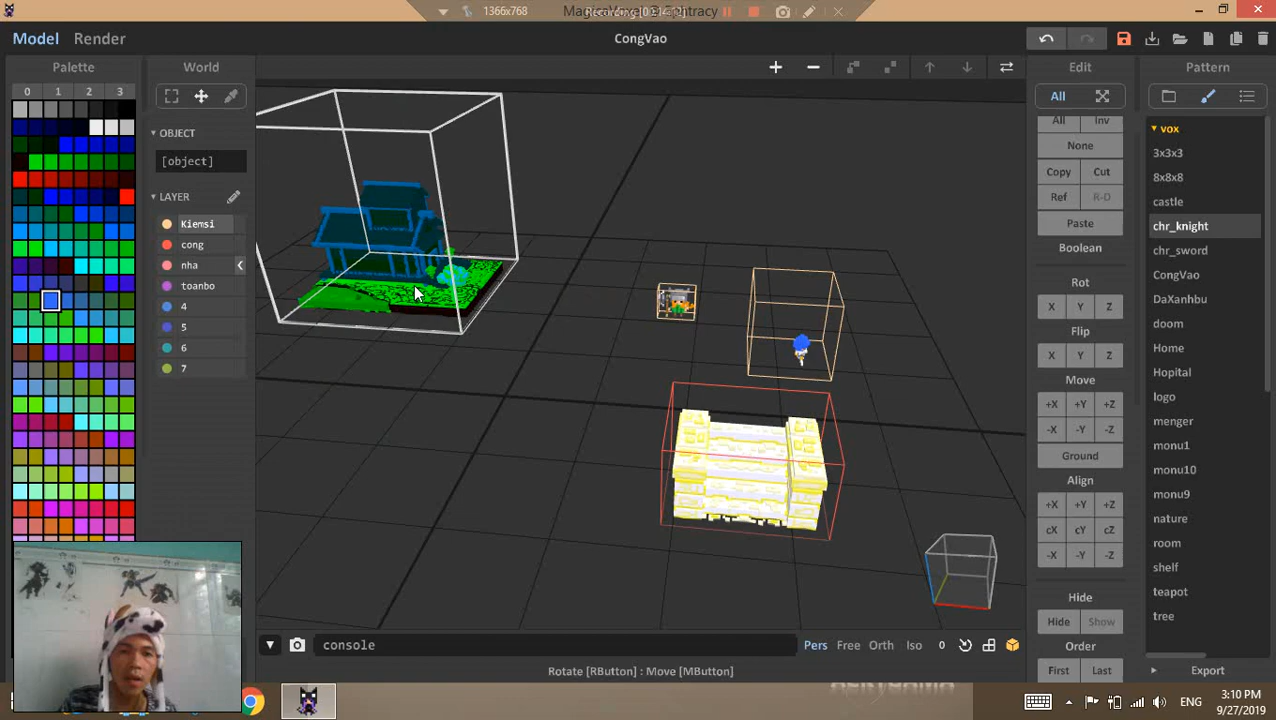 1366x768
Recording
Model
Render
CongVao
Palette
World
Edit
Pattern
0 1 2 3
All
OBJECT
[object]
LAYER
Kiemsi
cong
nha
toanbo
4
5
6
7
All Inv
None
Copy Cut
Ref R-D
Paste
Boolean
Rot
X Y Z
Flip
X Y Z
Move
+X +Y +Z
-X -Y -Z
Ground
Align
+X +Y +Z
cX cY cZ
-X -Y -Z
Hide
Hide Show
Order
First Last
vox
3x3x3
8x8x8
castle
chr_knight
chr_sword
CongVao
DaXanhbu
doom
Home
Hopital
logo
menger
monu1
monu10
monu9
nature
room
shelf
teapot
tree
Export
console
Pers Free Orth Iso 0
Rotate [RButton] : Move [MButton]
ENG
3:10 PM
9/27/2019